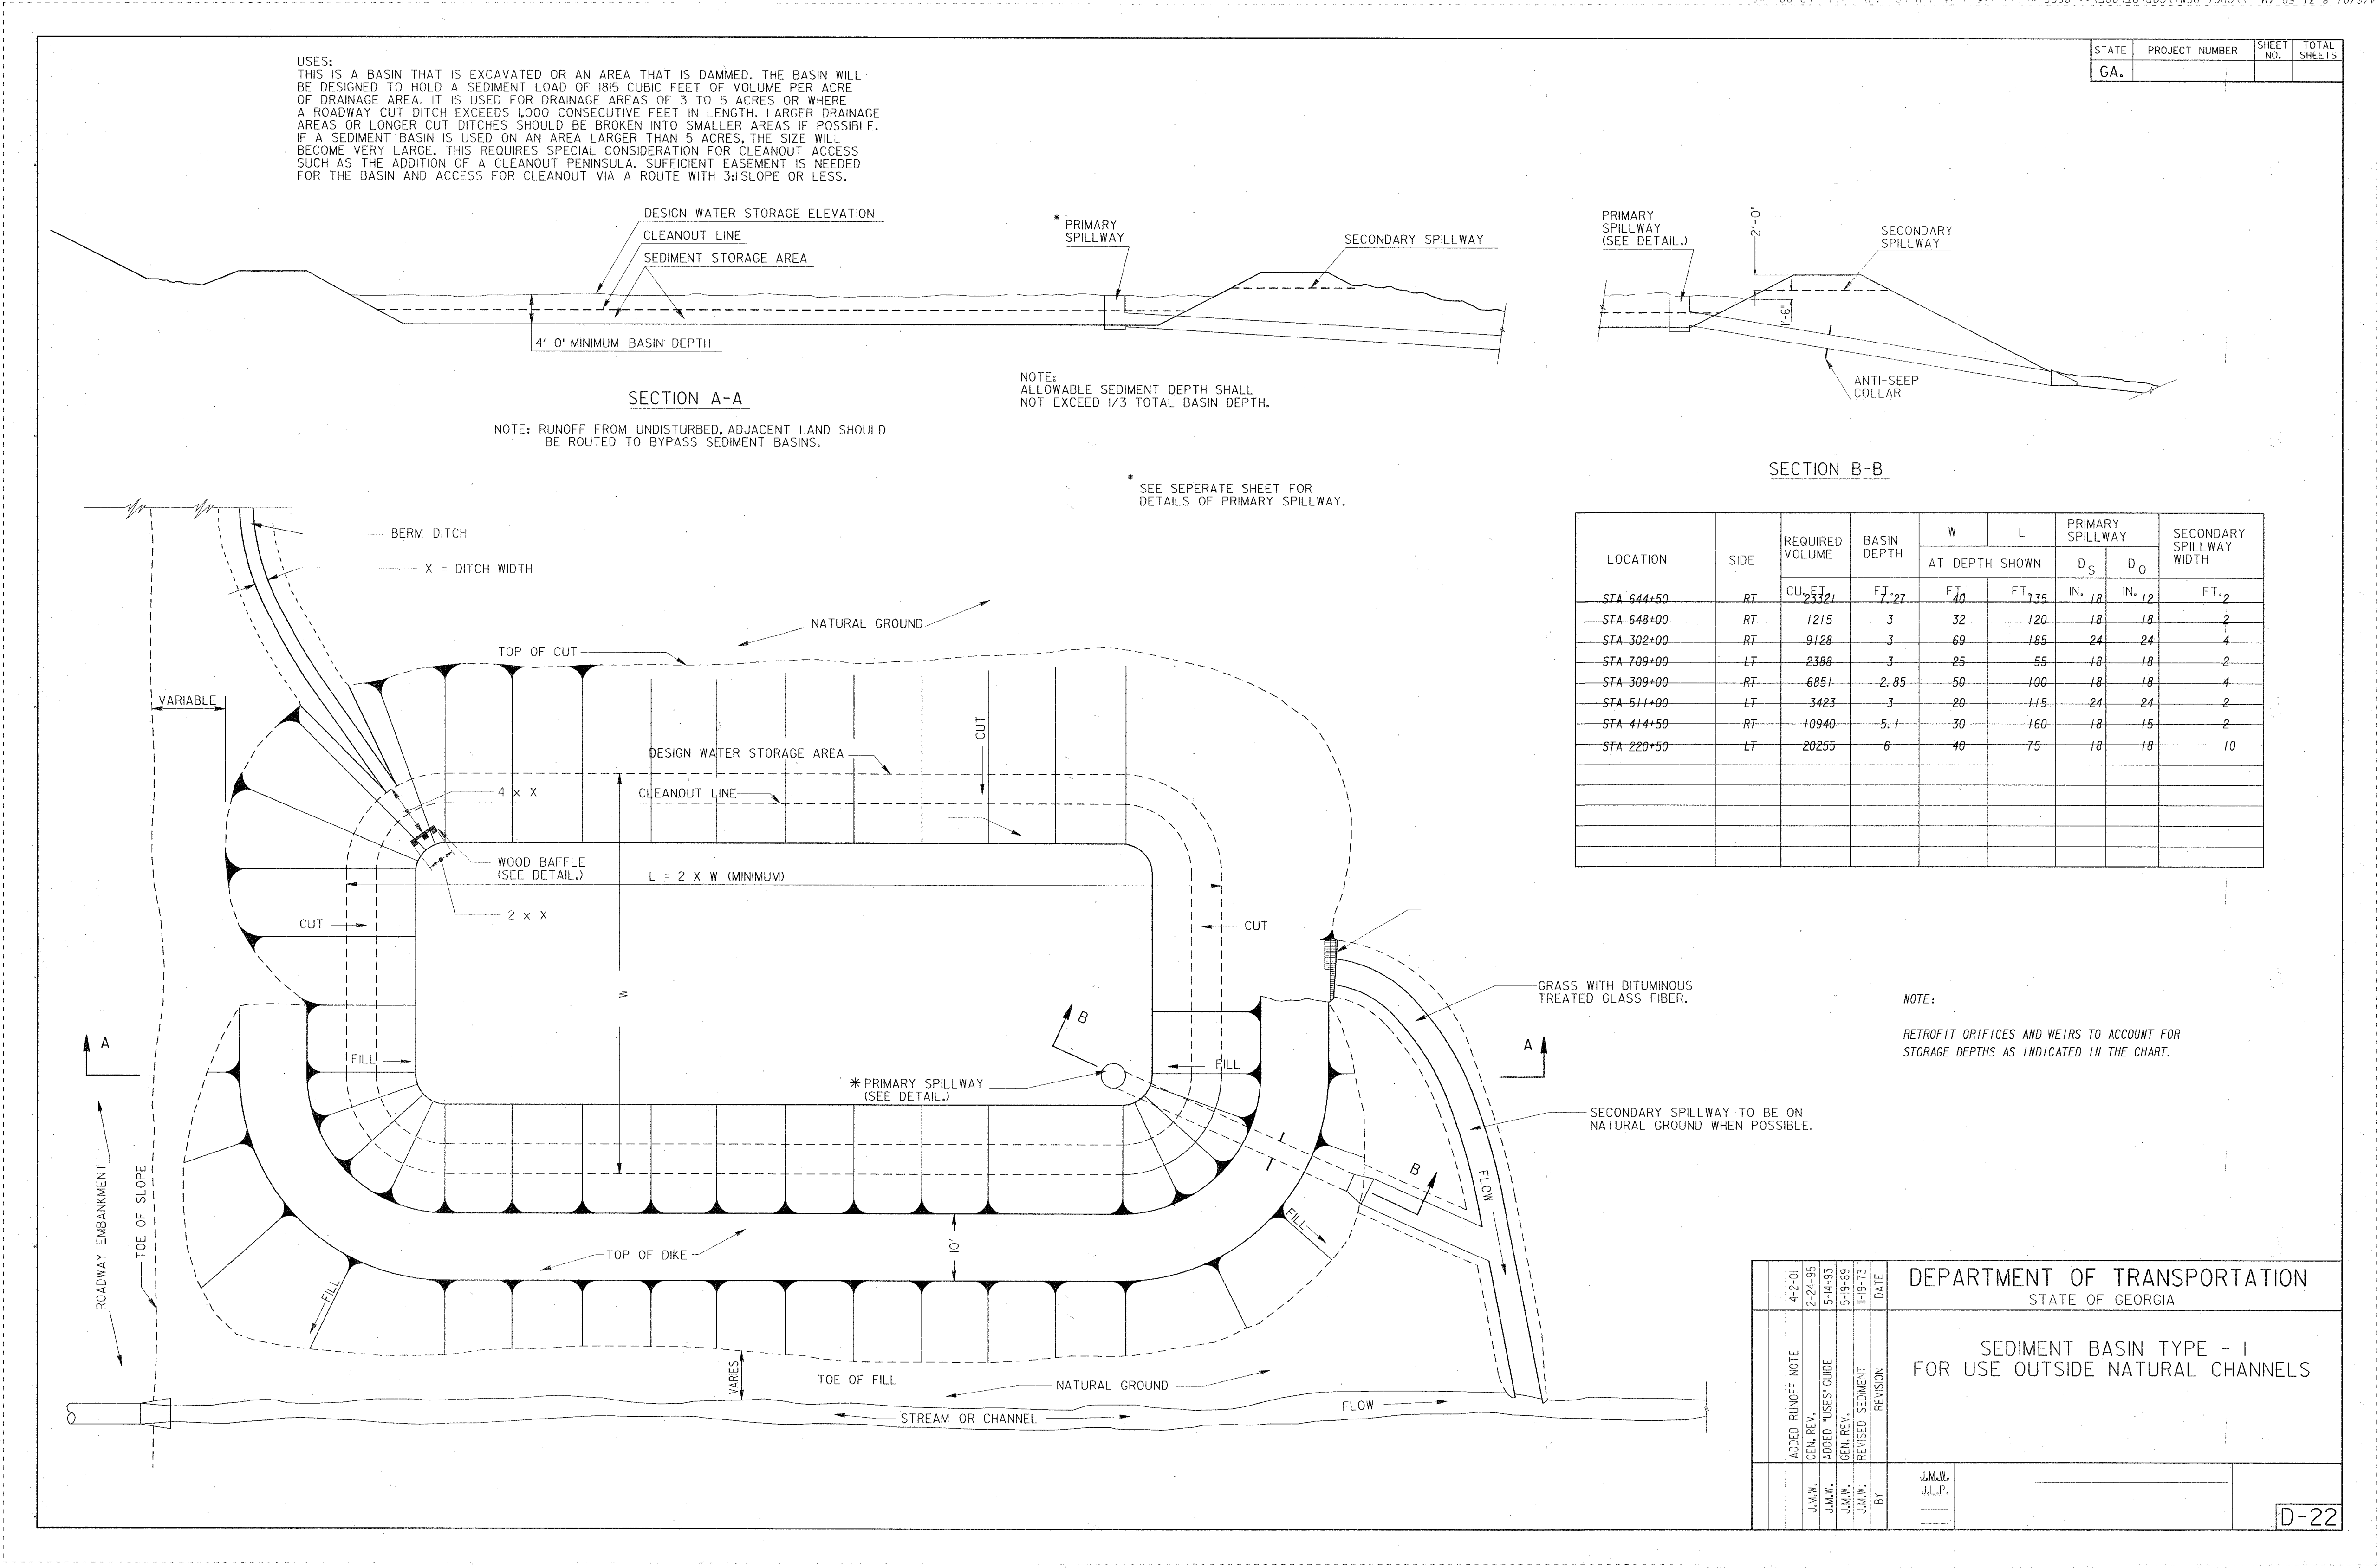 STATE PROJECT NUMBER SHEET NO. TOTAL SHEETS
GA.
USES:
THIS IS A BASIN THAT IS EXCAVATED OR AN AREA THAT IS DAMMED. THE BASIN WILL
BE DESIGNED TO HOLD A SEDIMENT LOAD OF 1815 CUBIC FEET OF VOLUME PER ACRE
OF DRAINAGE AREA. IT IS USED FOR DRAINAGE AREAS OF 3 TO 5 ACRES OR WHERE
A ROADWAY CUT DITCH EXCEEDS 1,000 CONSECUTIVE FEET IN LENGTH. LARGER DRAINAGE
AREAS OR LONGER CUT DITCHES SHOULD BE BROKEN INTO SMALLER AREAS IF POSSIBLE.
IF A SEDIMENT BASIN IS USED ON AN AREA LARGER THAN 5 ACRES, THE SIZE WILL
BECOME VERY LARGE. THIS REQUIRES SPECIAL CONSIDERATION FOR CLEANOUT ACCESS
SUCH AS THE ADDITION OF A CLEANOUT PENINSULA. SUFFICIENT EASEMENT IS NEEDED
FOR THE BASIN AND ACCESS FOR CLEANOUT VIA A ROUTE WITH 3:1 SLOPE OR LESS.
DESIGN WATER STORAGE ELEVATION
CLEANOUT LINE
SEDIMENT STORAGE AREA
* PRIMARY
SPILLWAY
SECONDARY SPILLWAY
4'-0" MINIMUM BASIN DEPTH
SECTION A-A
NOTE:
ALLOWABLE SEDIMENT DEPTH SHALL
NOT EXCEED 1/3 TOTAL BASIN DEPTH.
NOTE: RUNOFF FROM UNDISTURBED, ADJACENT LAND SHOULD
BE ROUTED TO BYPASS SEDIMENT BASINS.
* SEE SEPERATE SHEET FOR
DETAILS OF PRIMARY SPILLWAY.
PRIMARY
SPILLWAY
(SEE DETAIL.)
2'-0"
SECONDARY
SPILLWAY
1'-6"
ANTI-SEEP
COLLAR
SECTION B-B
LOCATION SIDE REQUIRED VOLUME BASIN DEPTH W L PRIMARY SPILLWAY SECONDARY SPILLWAY WIDTH
AT DEPTH SHOWN DS DO
CU. FT. FT. FT. FT. IN. IN. FT.
STA 644+50 RT 23321 7.27 40 135 18 12 2
STA 648+00 RT 1215 3 32 120 18 18 2
STA 302+00 RT 9128 3 69 185 24 24 4
STA 709+00 LT 2388 3 25 55 18 18 2
STA 309+00 RT 6851 2.85 50 100 18 18 4
STA 511+00 LT 3423 3 20 115 24 24 2
STA 414+50 RT 10940 5.1 30 160 18 15 2
STA 220+50 LT 20255 6 40 75 18 18 10
BERM DITCH
X = DITCH WIDTH
NATURAL GROUND
TOP OF CUT
VARIABLE
CUT
DESIGN WATER STORAGE AREA
4 x X
CLEANOUT LINE
WOOD BAFFLE
(SEE DETAIL.)
L = 2 X W (MINIMUM)
2 x X
CUT
CUT
W
B
A
FILL
FILL
* PRIMARY SPILLWAY
(SEE DETAIL.)
A
GRASS WITH BITUMINOUS
TREATED GLASS FIBER.
SECONDARY SPILLWAY TO BE ON
NATURAL GROUND WHEN POSSIBLE.
NOTE:
RETROFIT ORIFICES AND WEIRS TO ACCOUNT FOR
STORAGE DEPTHS AS INDICATED IN THE CHART.
B
FLOW
FILL
10'
TOP OF DIKE
FILL
ROADWAY EMBANKMENT
TOE OF SLOPE
VARIES
TOE OF FILL
NATURAL GROUND
STREAM OR CHANNEL
FLOW
ADDED RUNOFF NOTE 4-2-01
J.M.W. GEN. REV. 2-24-95
J.M.W. ADDED "USES" GUIDE 5-14-93
J.M.W. GEN. REV. 5-19-89
J.M.W. REVISED SEDIMENT 11-19-73
BY REVISION DATE
DEPARTMENT OF TRANSPORTATION
STATE OF GEORGIA
SEDIMENT BASIN TYPE - 1
FOR USE OUTSIDE NATURAL CHANNELS
J.M.W.
J.L.P.
D-22